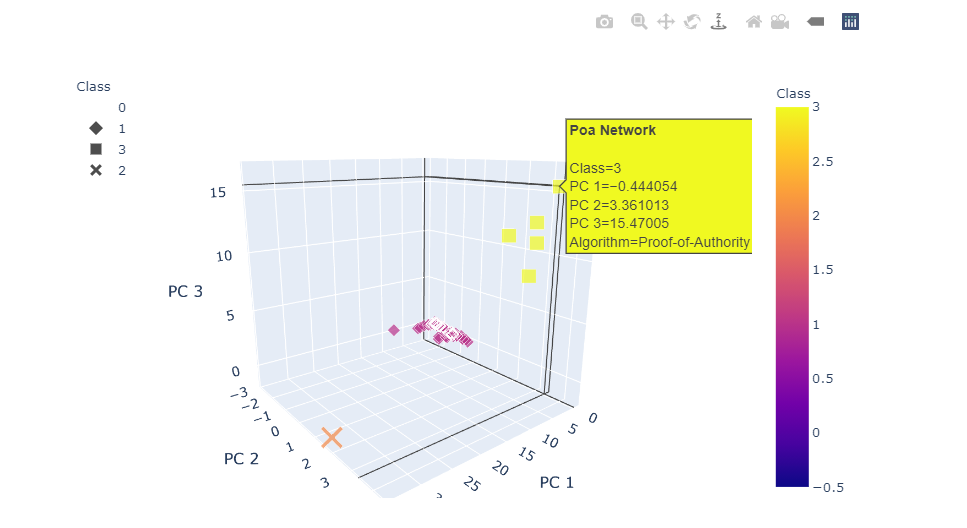 Class
0
1
3
2
Poa Network
Class=3
PC 1=−0.444054
PC 2=3.361013
PC 3=15.47005
Algorithm=Proof-of-Authority
Class
3
2.5
2
1.5
1
0.5
0
−0.5
15
10
5
0
PC 3
−3
−2
−1
0
1
2
3
PC 2
0
5
10
15
20
25
PC 1
z